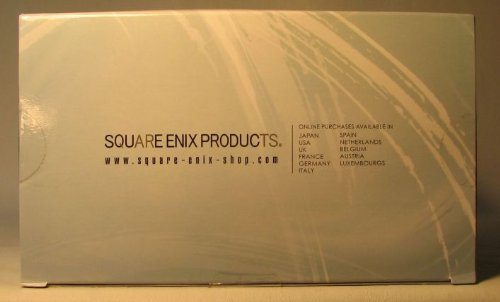 SQUARE ENIX PRODUCTS.
www.square-enix-shop.com
ONLINE PURCHASES AVAILABLE IN
JAPAN SPAIN
USA NETHERLANDS
UK BELGIUM
FRANCE AUSTRIA
GERMANY LUXEMBOURGS
ITALY